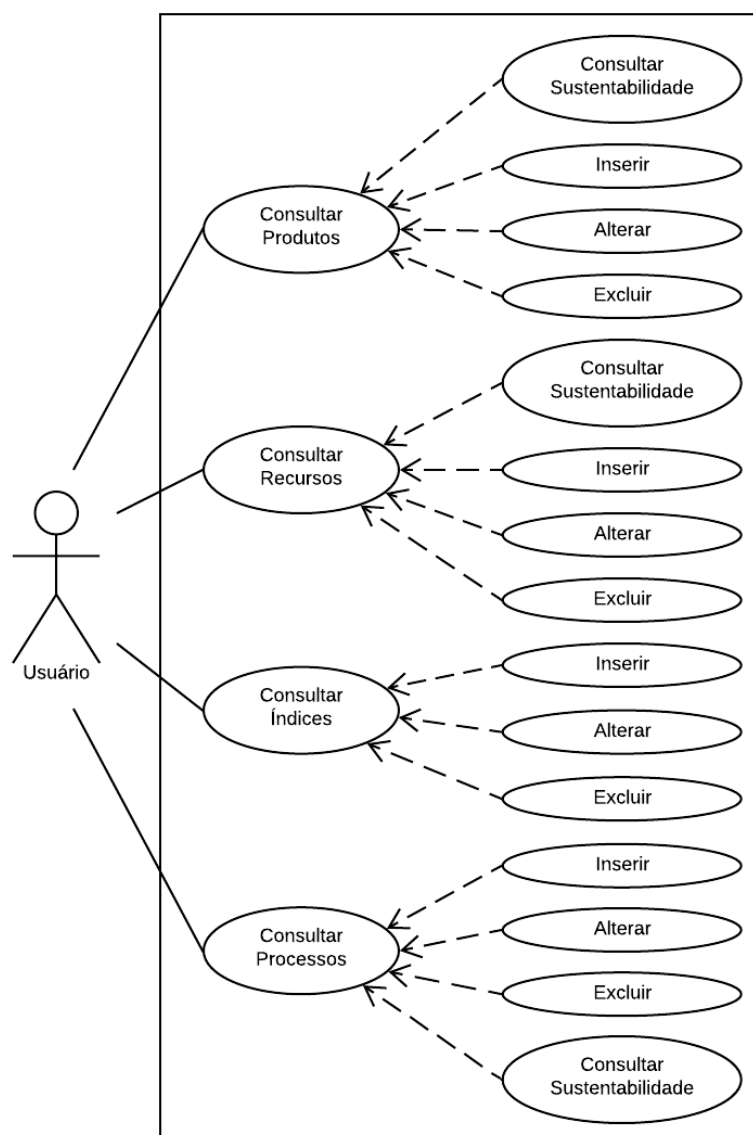 Consultar
Sustentabilidade
Inserir
Consultar
Produtos
Alterar
Excluir
Consultar
Sustentabilidade
Consultar
Recursos
Inserir
Alterar
Excluir
Usuário
Inserir
Consultar
Índices
Alterar
Excluir
Inserir
Consultar
Processos
Alterar
Excluir
Consultar
Sustentabilidade